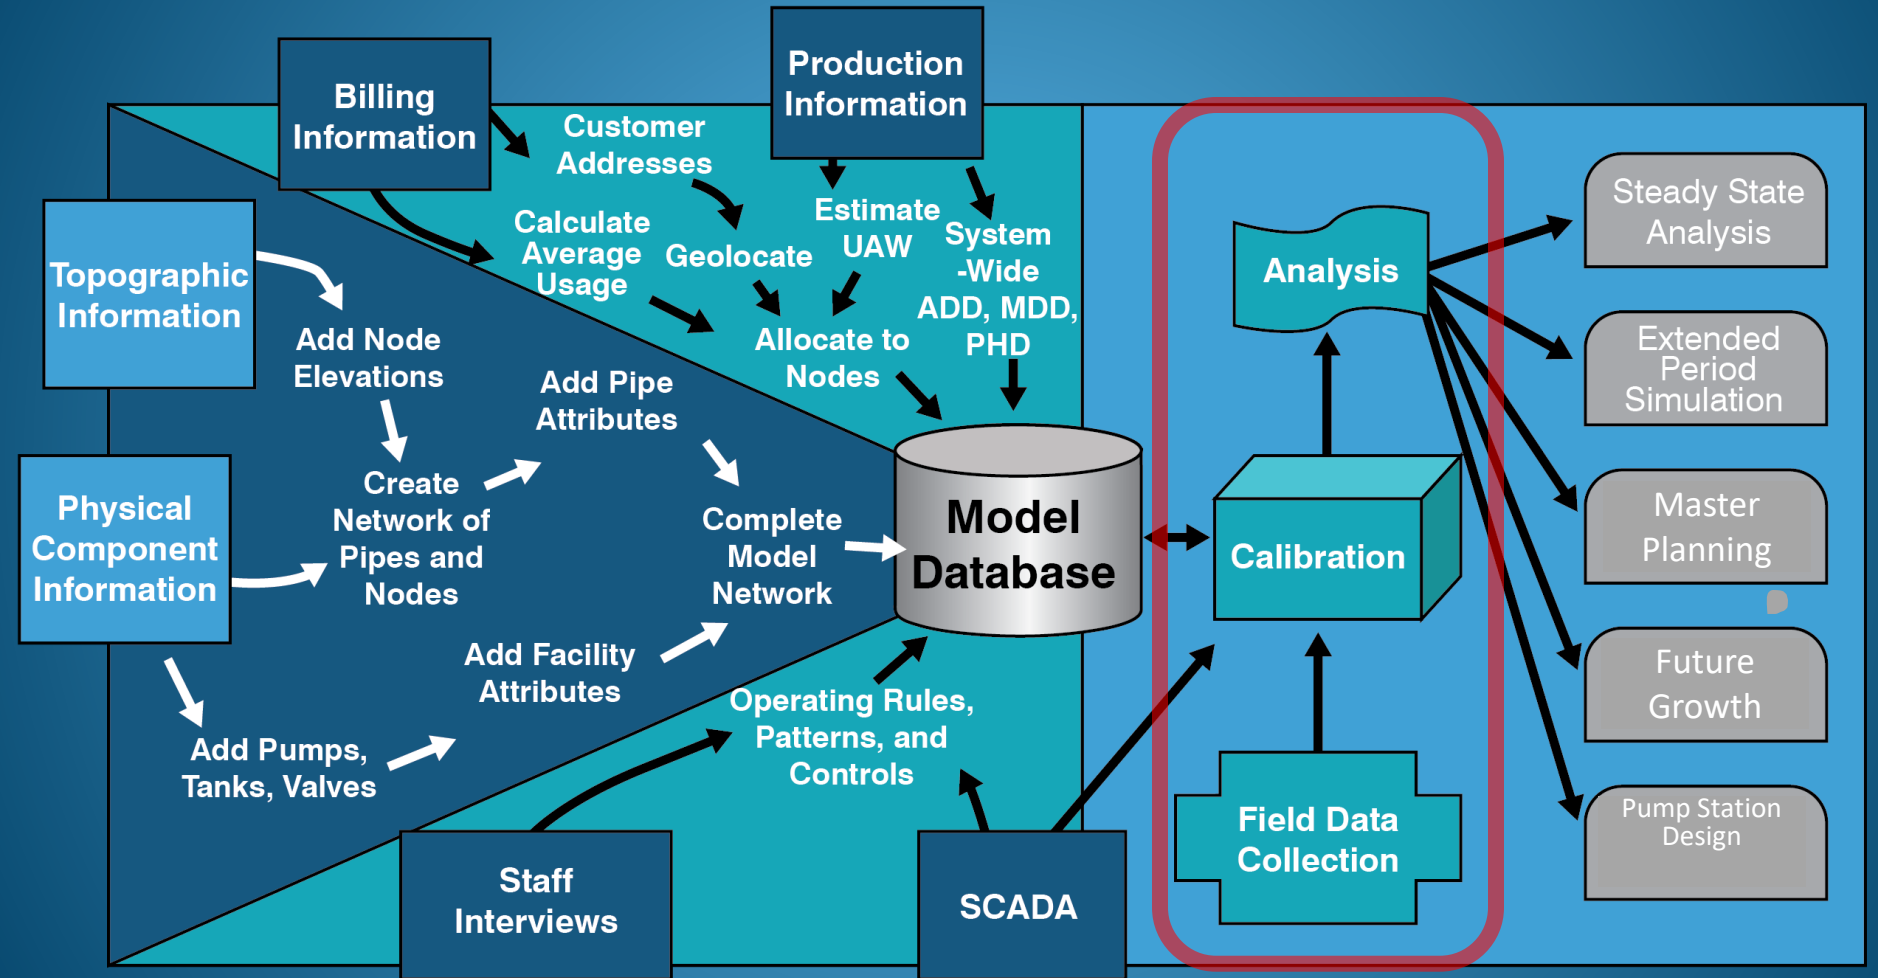 Production
Information
Billing
Information
Customer
Addresses
Steady State
Analysis
Calculate
Average
Usage
Geolocate
Estimate
UAW
System
-Wide
ADD, MDD,
PHD
Topographic
Information
Analysis
Add Node
Elevations
Allocate to
Nodes
Extended
Period
Simulation
Add Pipe
Attributes
Physical
Component
Information
Create
Network of
Pipes and
Nodes
Complete
Model
Network
Model
Database
Calibration
Master
Planning
Add Facility
Attributes
Operating Rules,
Patterns, and
Controls
Future
Growth
Add Pumps,
Tanks, Valves
Field Data
Collection
Pump Station
Design
Staff
Interviews
SCADA